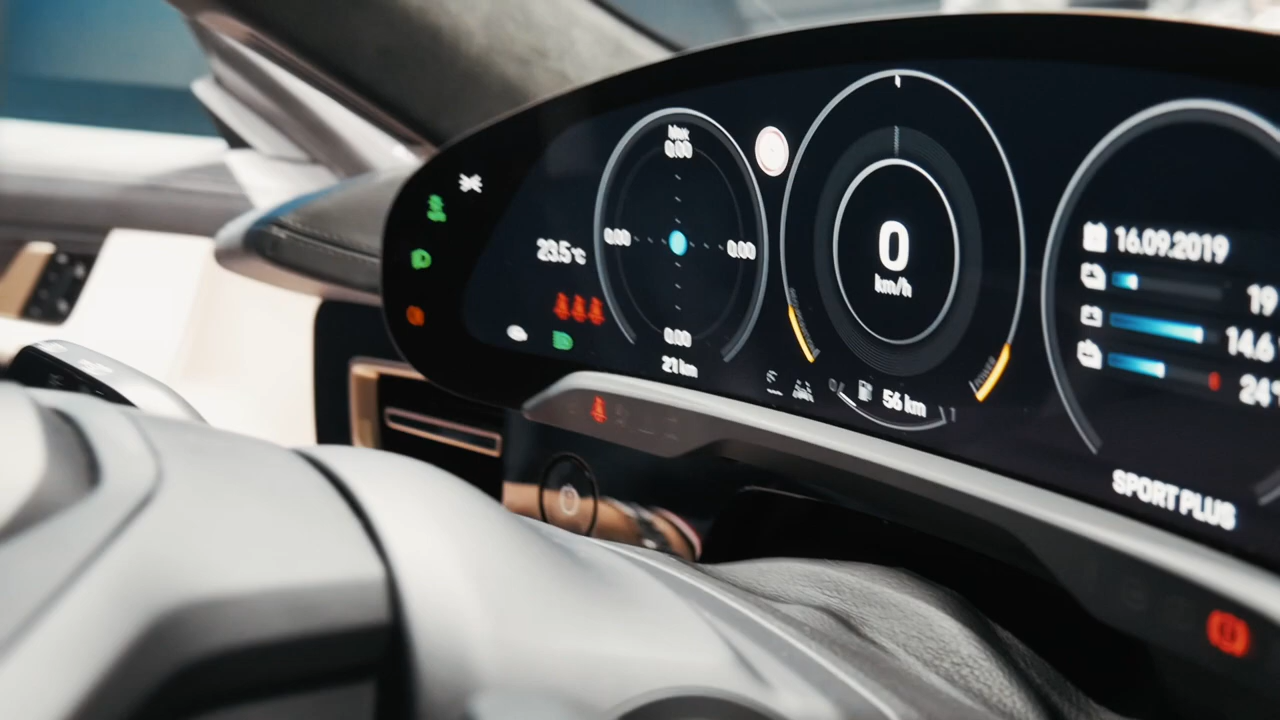 Max
0.00
0.00
0.00
0.00
21 km
23.5°C
0
km/h
POWER
56 km
16.09.2019
19
14.6
24°
SPORT PLUS